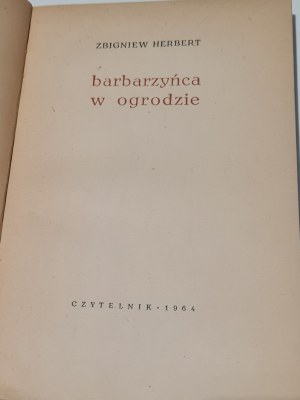 ZBIGNIEW HERBERT
barbarzyńca
w ogrodzie
CZYTELNIK • 1964